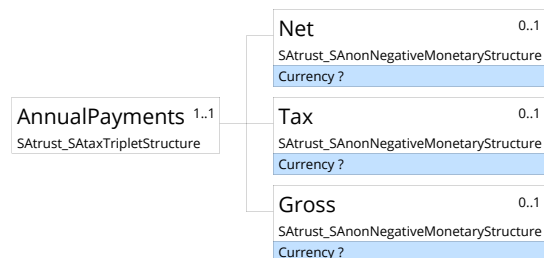 Net 0..1
SAtrust_SAnonNegativeMonetaryStructure
Currency ?
AnnualPayments 1..1
SAtrust_SAtaxTripletStructure
Tax 0..1
SAtrust_SAnonNegativeMonetaryStructure
Currency ?
Gross 0..1
SAtrust_SAnonNegativeMonetaryStructure
Currency ?